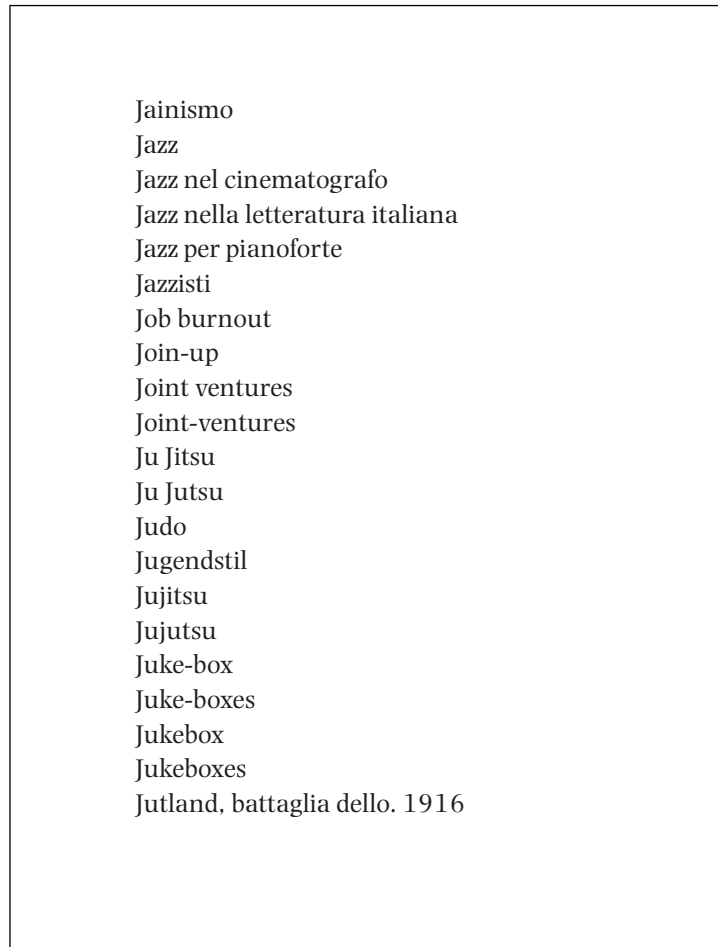 Jainismo
Jazz
Jazz nel cinematografo
Jazz nella letteratura italiana
Jazz per pianoforte
Jazzisti
Job burnout
Join-up
Joint ventures
Joint-ventures
Ju Jitsu
Ju Jutsu
Judo
Jugendstil
Jujitsu
Jujutsu
Juke-box
Juke-boxes
Jukebox
Jukeboxes
Jutland, battaglia dello. 1916